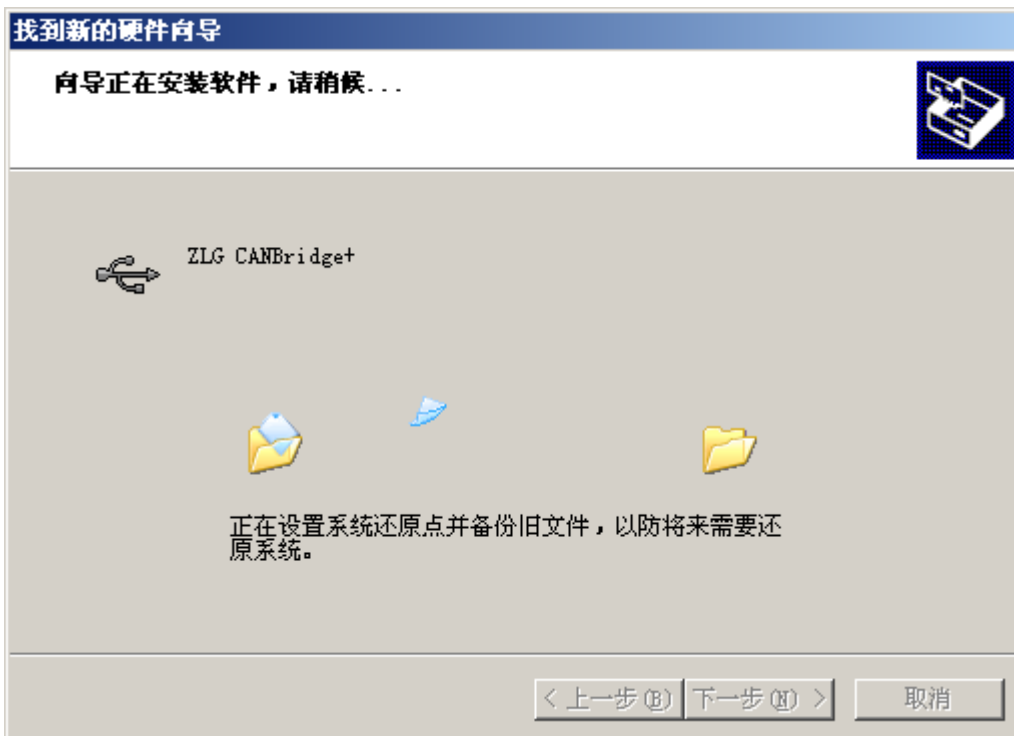 找到新的硬件向导
向导正在安装软件，请稍候...
ZLG CANBridge+
正在设置系统还原点并备份旧文件，以防将来需要还
原系统。
< 上一步(B) 下一步(N) > 取消